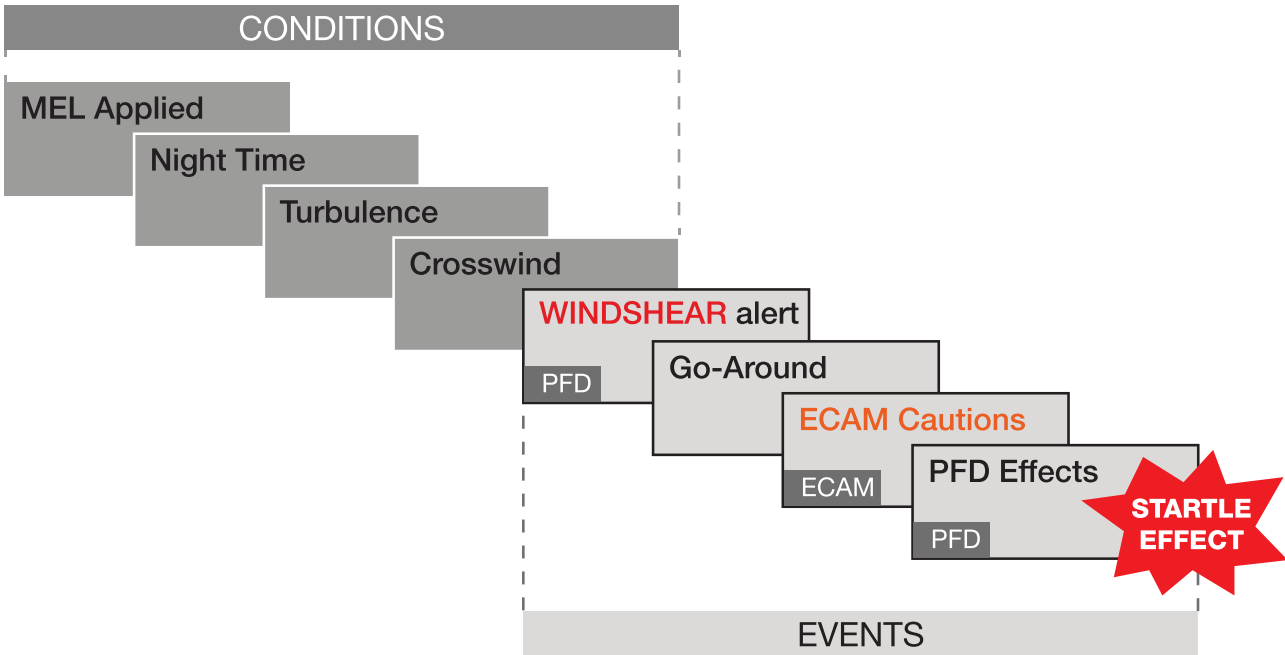 CONDITIONS
MEL Applied
Night Time
Turbulence
Crosswind
WINDSHEAR alert
PFD
Go-Around
ECAM Cautions
ECAM
PFD Effects
PFD
STARTLE
EFFECT
EVENTS